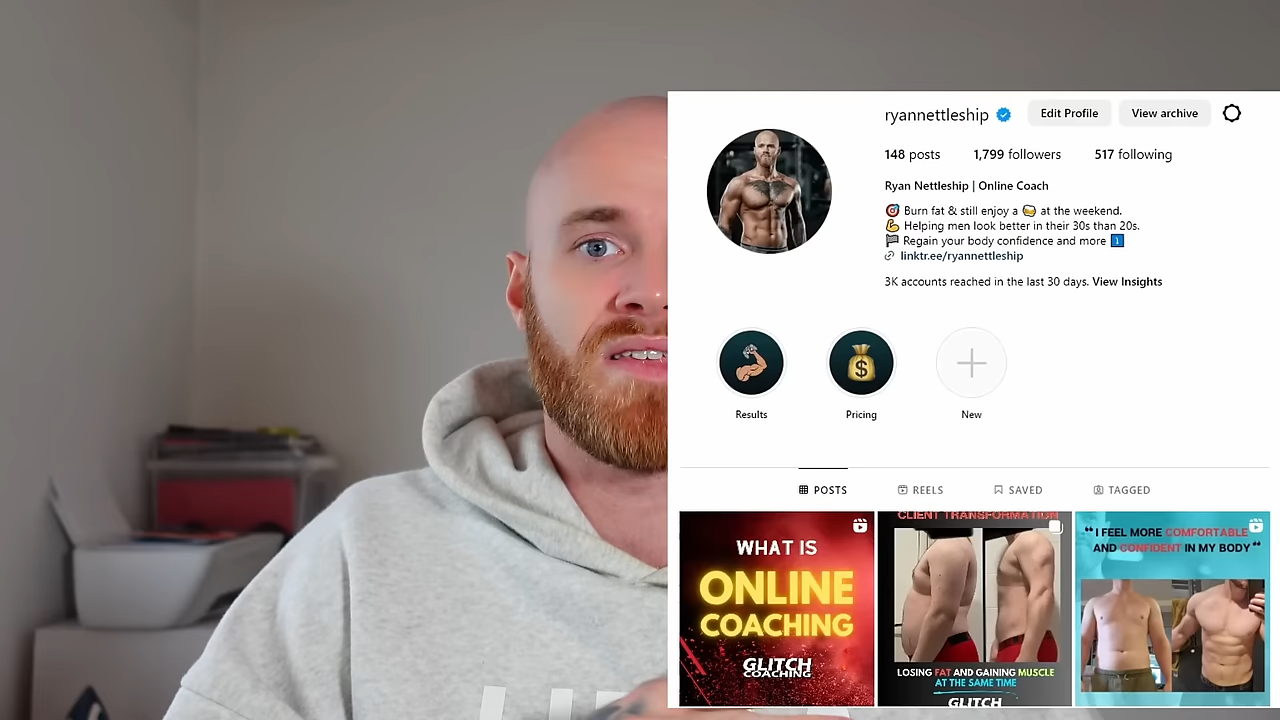 ryannettleship
Edit Profile
View archive
148 posts
1,799 followers
517 following
Ryan Nettleship | Online Coach
🎯 Burn fat & still enjoy a 🍻 at the weekend.
💪 Helping men look better in their 30s than 20s.
🏴 Regain your body confidence and more ⤵️
linktr.ee/ryannettleship
3K accounts reached in the last 30 days. View Insights
Results
Pricing
New
POSTS
REELS
SAVED
TAGGED
WHAT IS
ONLINE
COACHING
GLITCH
COACHING
CLIENT TRANSFORMATION
LOSING FAT AND GAINING MUSCLE
AT THE SAME TIME
GLITCH
❝ I FEEL MORE COMFORTABLE
AND CONFIDENT IN MY BODY ❞